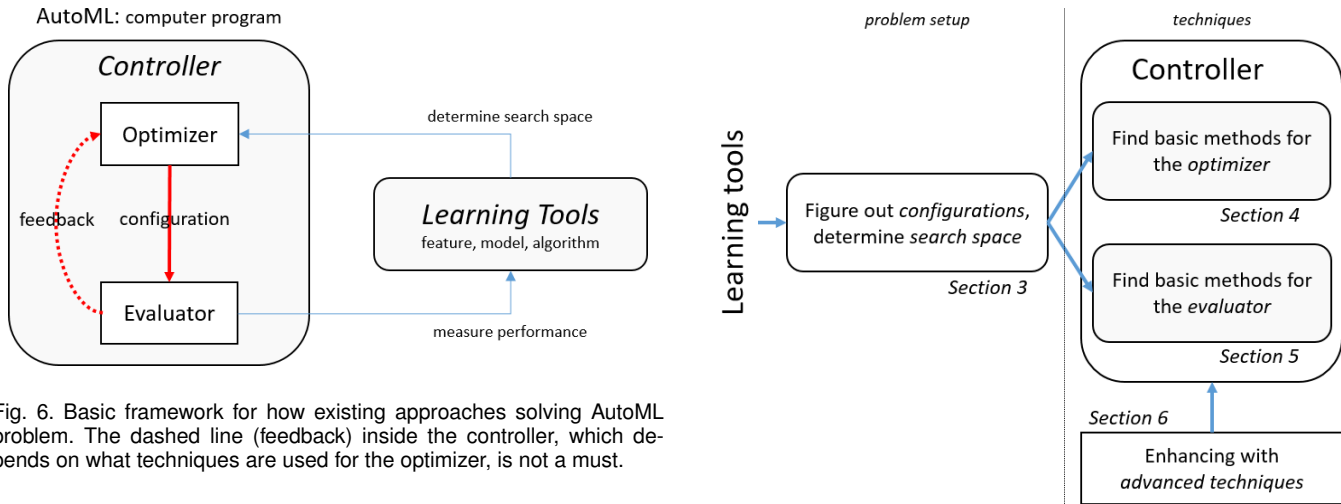 AutoML: computer program
Controller
Optimizer
feedback
configuration
Evaluator
determine search space
Learning Tools
feature, model, algorithm
measure performance
Fig. 6. Basic framework for how existing approaches solving AutoML
problem. The dashed line (feedback) inside the controller, which de-
pends on what techniques are used for the optimizer, is not a must.
problem setup
techniques
Learning tools
Figure out configurations,
determine search space
Section 3
Controller
Find basic methods for
the optimizer
Section 4
Find basic methods for
the evaluator
Section 5
Section 6
Enhancing with
advanced techniques